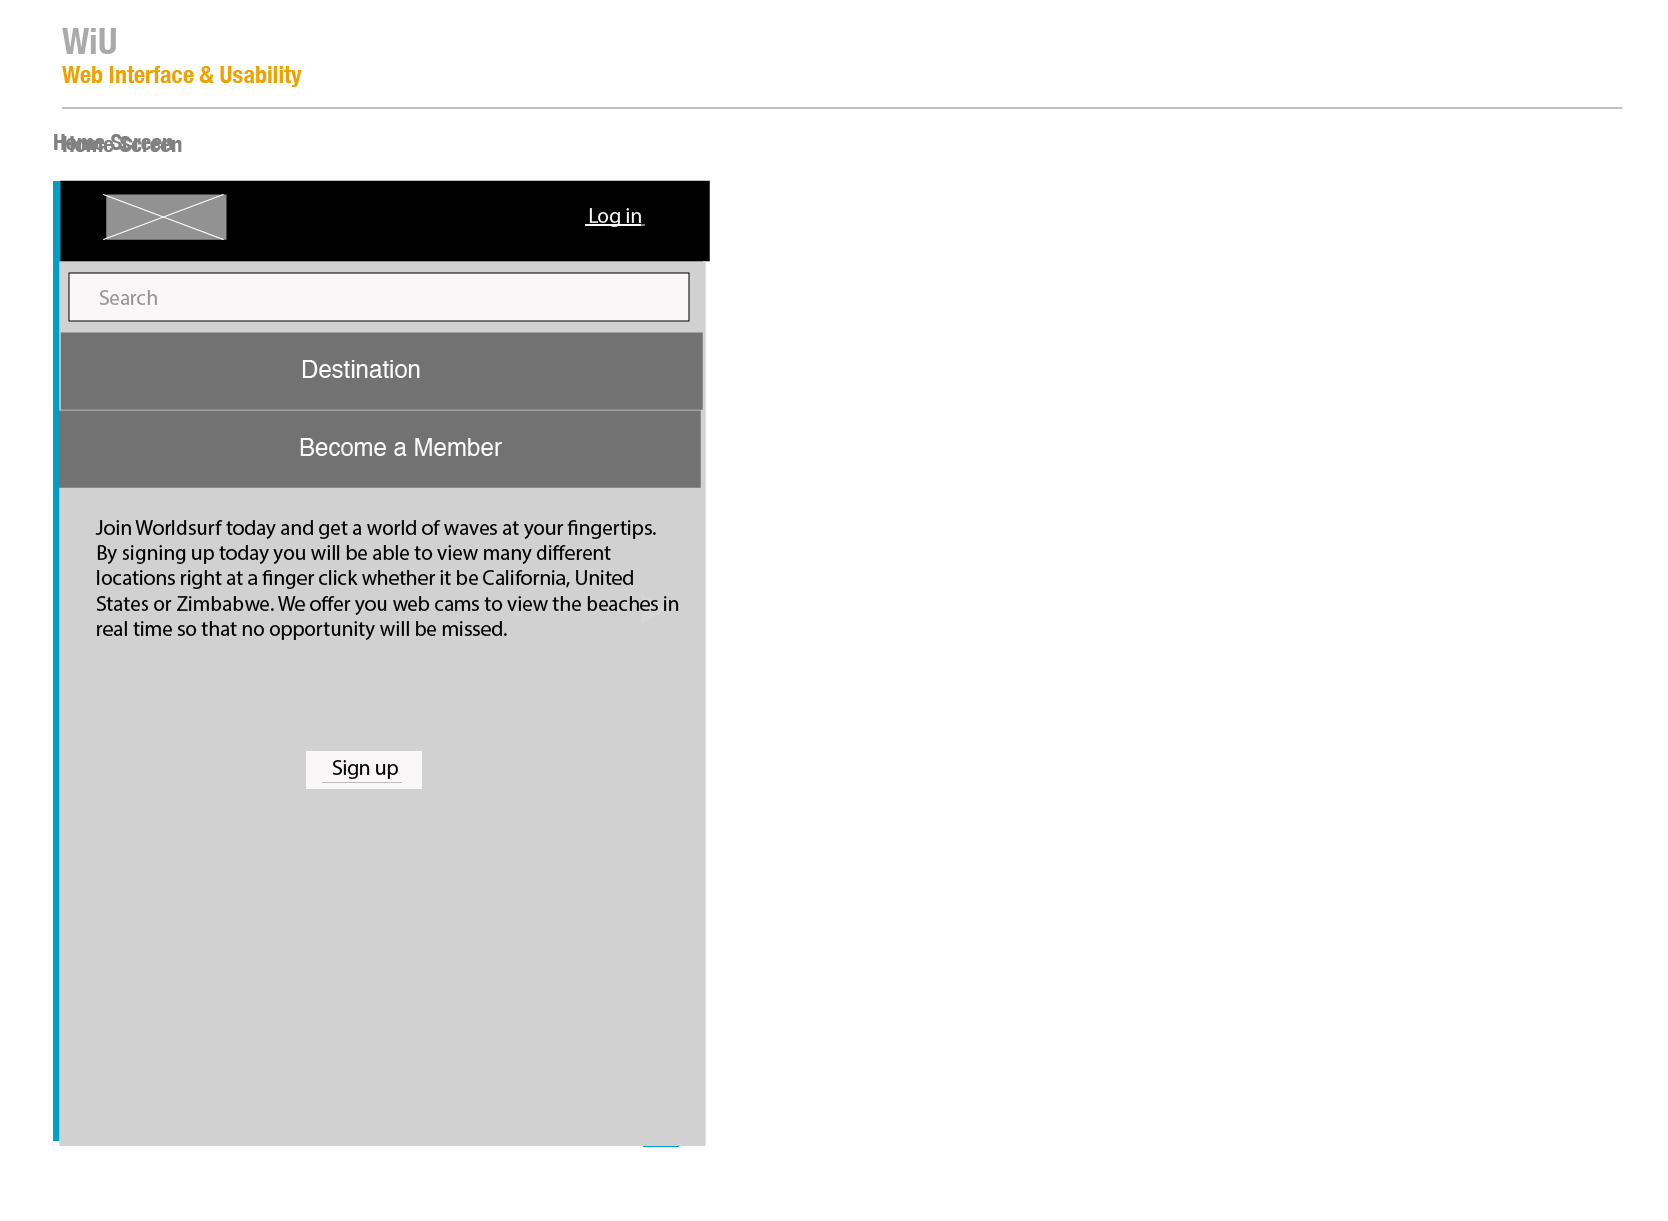 WiU
Web Interface & Usability
Home Screen
Home Screen
Log in
Search
Destination
Become a Member
Join Worldsurf today and get a world of waves at your fingertips.
By signing up today you will be able to view many different
locations right at a finger click whether it be California, United
States or Zimbabwe. We offer you web cams to view the beaches in
real time so that no opportunity will be missed.
Sign up